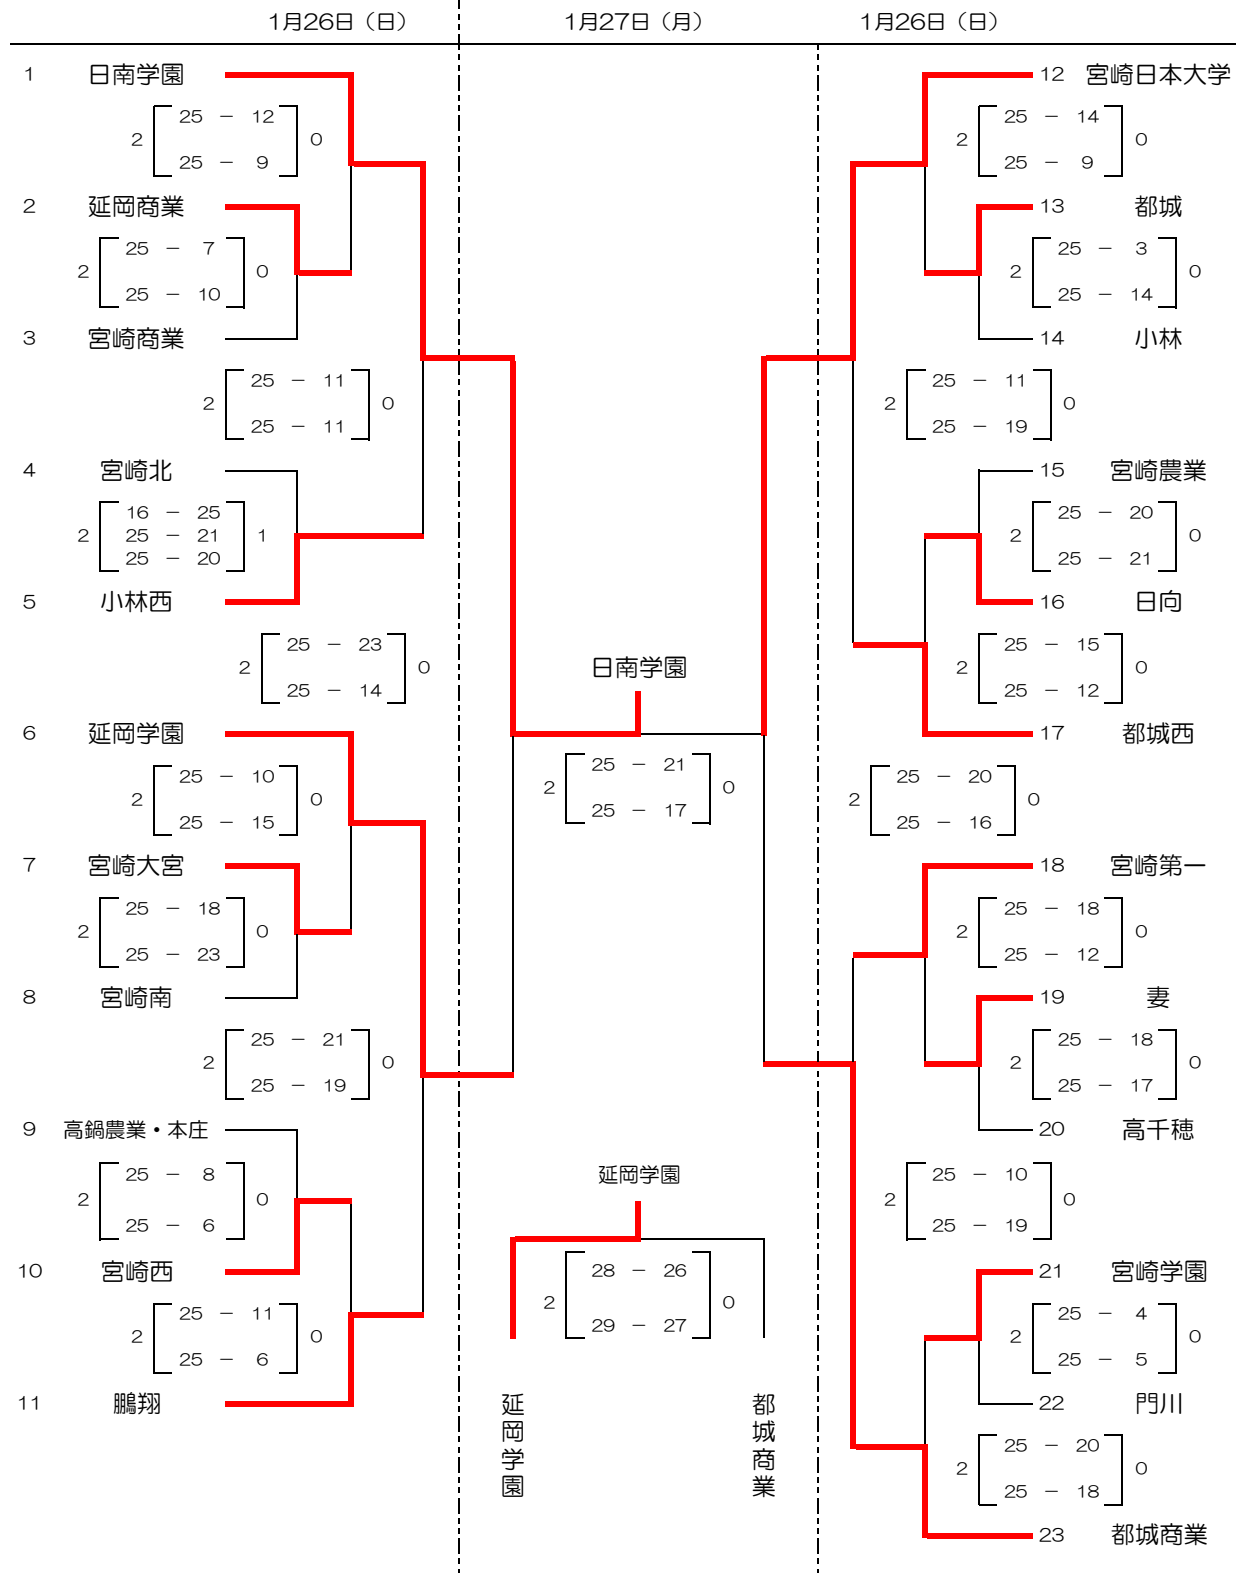 1月26日（日） 1月27日（月） 1月26日（日）
1 日南学園 12 宮崎日本大学
25 － 12 25 － 14
2 0 2 0
25 － 9 25 － 9
2 延岡商業 13 都城
25 － 7 25 － 3
2 0 2 0
25 － 10 25 － 14
3 宮崎商業 14 小林
25 － 11 25 － 11
2 0 2 0
25 － 11 25 － 19
4 宮崎北 15 宮崎農業
16 － 25 25 － 20
2 25 － 21 1 2 0
25 － 20 25 － 21
5 小林西 16 日向
25 － 23 25 － 15
2 0 日南学園 2 0
25 － 14 25 － 12
6 延岡学園 17 都城西
25 － 10 25 － 21 25 － 20
2 0 2 0 2 0
25 － 15 25 － 17 25 － 16
7 宮崎大宮 18 宮崎第一
25 － 18 25 － 18
2 0 2 0
25 － 23 25 － 12
8 宮崎南 19 妻
25 － 21 25 － 18
2 0 2 0
25 － 19 25 － 17
9 高鍋農業・本庄 20 高千穂
25 － 8 延岡学園 25 － 10
2 0 2 0
25 － 6 25 － 19
10 宮崎西 28 － 26 21 宮崎学園
25 － 11 2 0 25 － 4
2 0 29 － 27 2 0
25 － 6 25 － 5
11 鵬翔 延岡学園 都城商業 22 門川
25 － 20
2 0
25 － 18
23 都城商業